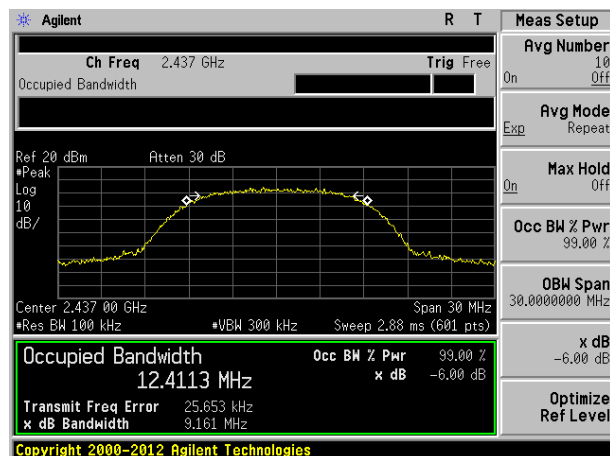 Agilent R T
Ch Freq 2.437 GHz Trig Free
Occupied Bandwidth
Ref 20 dBm Atten 30 dB
#Peak
Log
10
dB/
Center 2.437 00 GHz Span 30 MHz
#Res BW 100 kHz #VBW 300 kHz Sweep 2.88 ms (601 pts)
Occupied Bandwidth Occ BW % Pwr 99.00 %
12.4113 MHz x dB -6.00 dB
Transmit Freq Error 25.653 kHz
x dB Bandwidth 9.161 MHz
Copyright 2000-2012 Agilent Technologies
Meas Setup
Avg Number
10
On Off
Avg Mode
Exp Repeat
Max Hold
On Off
Occ BW % Pwr
99.00 %
OBW Span
30.0000000 MHz
x dB
-6.00 dB
Optimize
Ref Level